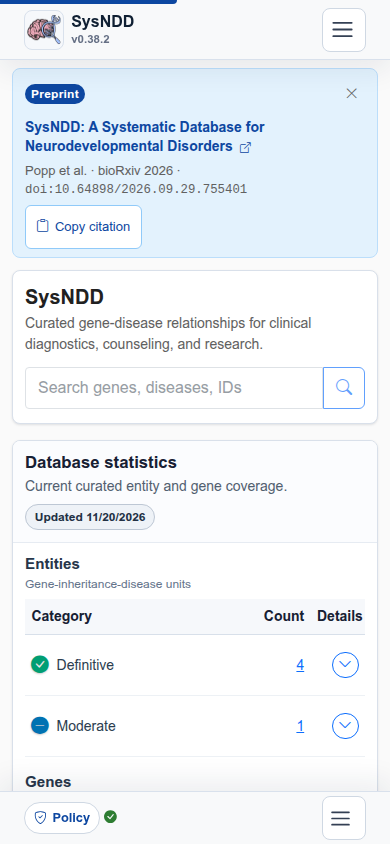 SysNDD
v0.38.2
Preprint
SysNDD: A Systematic Database for
Neurodevelopmental Disorders
Popp et al. · bioRxiv 2026 ·
doi:10.64898/2026.09.29.755401
Copy citation
SysNDD
Curated gene-disease relationships for clinical
diagnostics, counseling, and research.
Search genes, diseases, IDs
Database statistics
Current curated entity and gene coverage.
Updated 11/20/2026
Entities
Gene-inheritance-disease units
Category Count Details
Definitive 4
Moderate 1
Genes
Policy